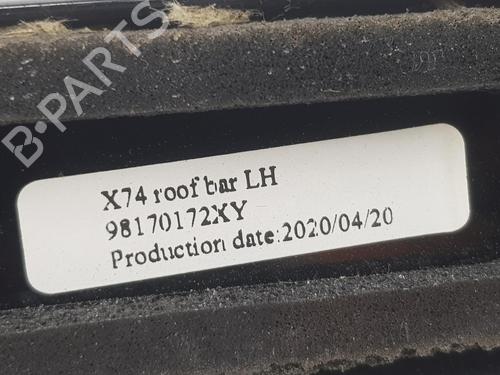 B-PARTS
X74 roof bar LH
98170172XY
Production date:2020/04/20